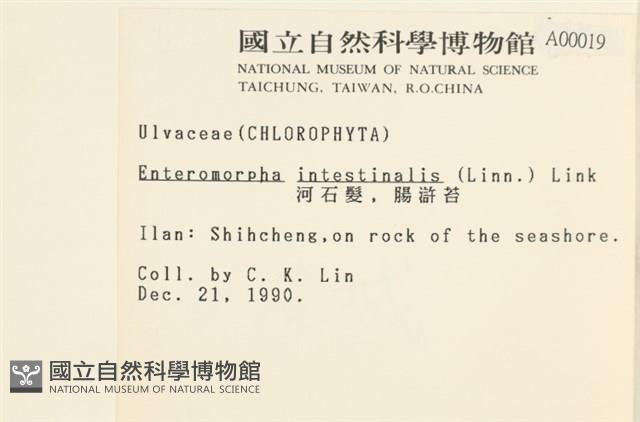 國立自然科學博物館 A00019
NATIONAL MUSEUM OF NATURAL SCIENCE
TAICHUNG, TAIWAN, R.O.CHINA
Ulvaceae(CHLOROPHYTA)
Enteromorpha intestinalis (Linn.) Link
河石髮, 腸滸苔
Ilan: Shihcheng,on rock of the seashore.
Coll. by C. K. Lin
Dec. 21, 1990.
國立自然科學博物館
NATIONAL MUSEUM OF NATURAL SCIENCE